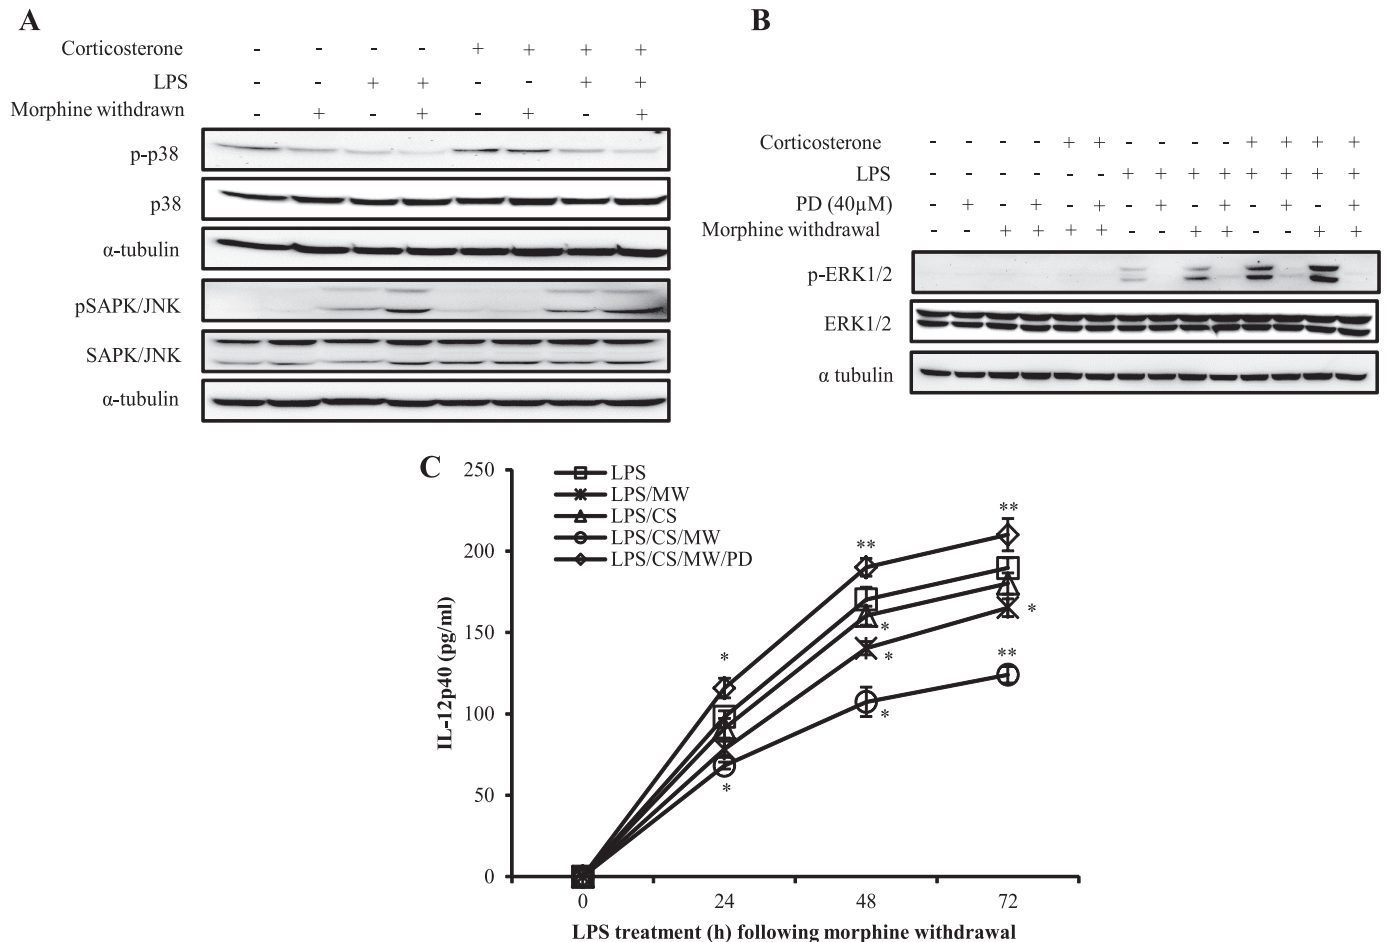 A
Corticosterone - - - - + + + +
LPS - - + + - - + +
Morphine withdrawn - + - + - + - +
p-p38
p38
α-tubulin
pSAPK/JNK
SAPK/JNK
α-tubulin
B
Corticosterone - - - - + + - - - - + + + +
LPS - - - - - - + + + + + + + +
PD (40µM) - + - + - + - + - + - + - +
Morphine withdrawal - - + + + + - - + + - - + +
p-ERK1/2
ERK1/2
α tubulin
C
250
200
150
100
50
0
IL-12p40 (pg/ml)
LPS
LPS/MW
LPS/CS
LPS/CS/MW
LPS/CS/MW/PD
*
*
**
*
*
*
**
*
**
0 24 48 72
LPS treatment (h) following morphine withdrawal